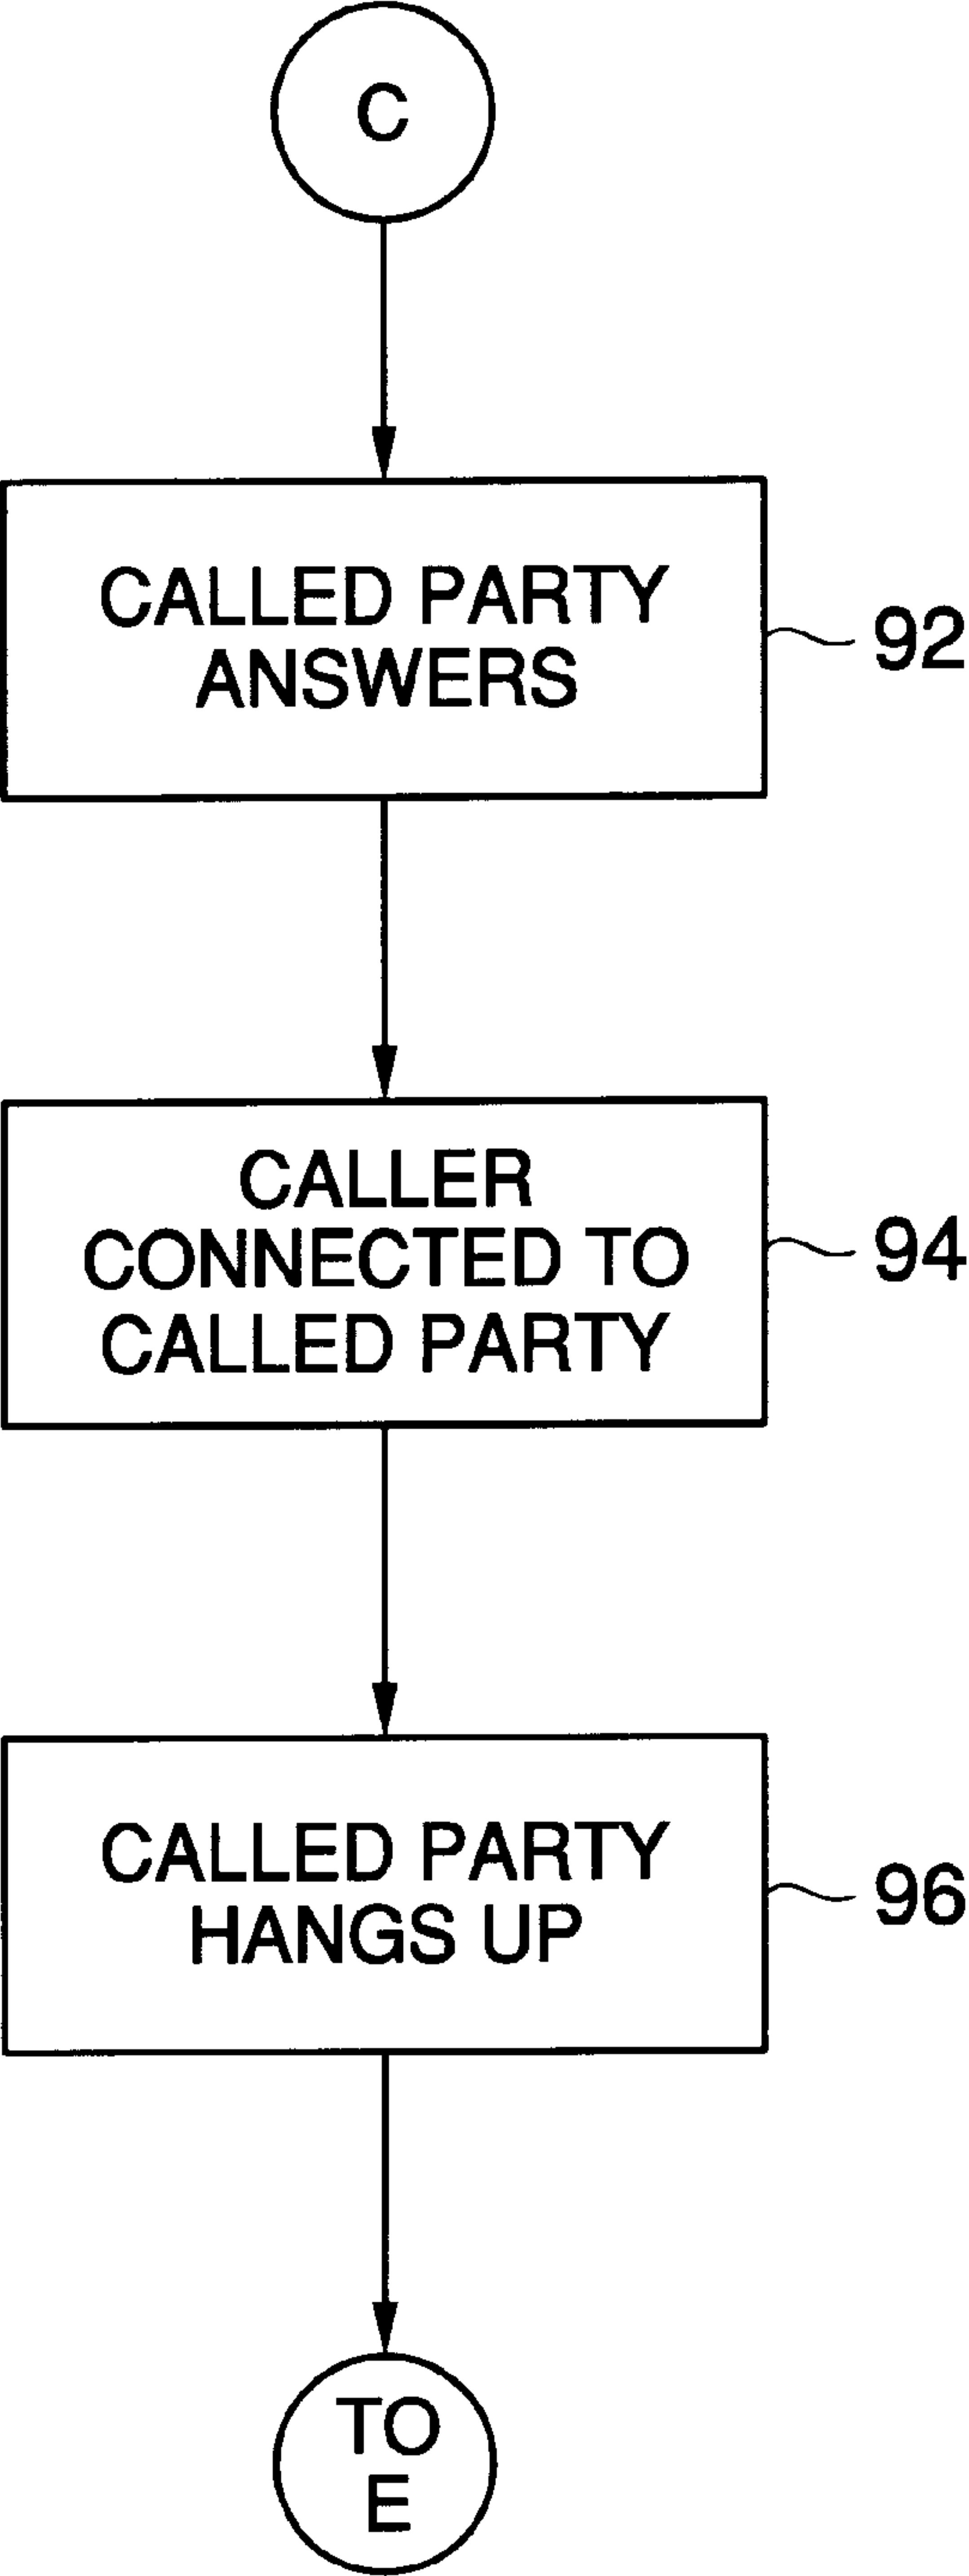 C
CALLED PARTY
ANSWERS
92
CALLER
CONNECTED TO
CALLED PARTY
94
CALLED PARTY
HANGS UP
96
TO
E